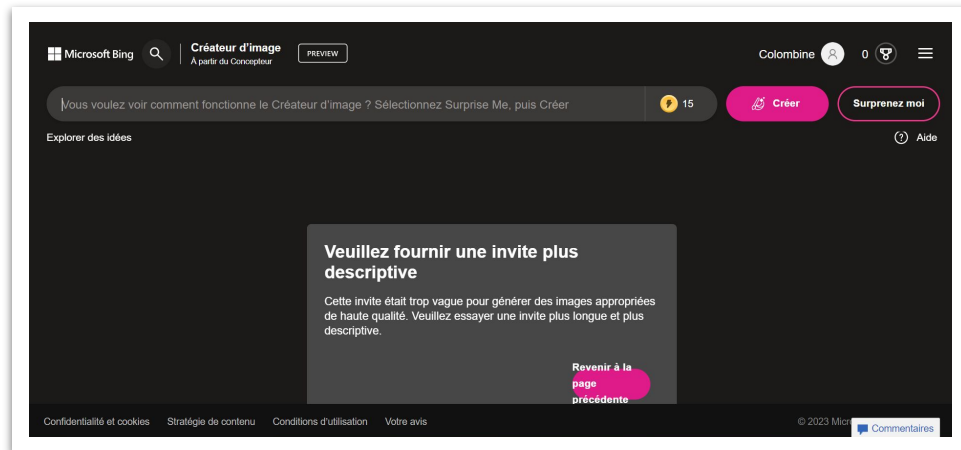 Microsoft Bing
Créateur d'image
À partir du Concepteur
PREVIEW
Colombine
0
Vous voulez voir comment fonctionne le Créateur d'image ? Sélectionnez Surprise Me, puis Créer
15
Créer
Surprenez moi
Explorer des idées
Aide
Veuillez fournir une invite plus
descriptive
Cette invite était trop vague pour générer des images appropriées
de haute qualité. Veuillez essayer une invite plus longue et plus
descriptive.
Revenir à la
page
précédente
Confidentialité et cookies Stratégie de contenu Conditions d'utilisation Votre avis
© 2023
Commentaires